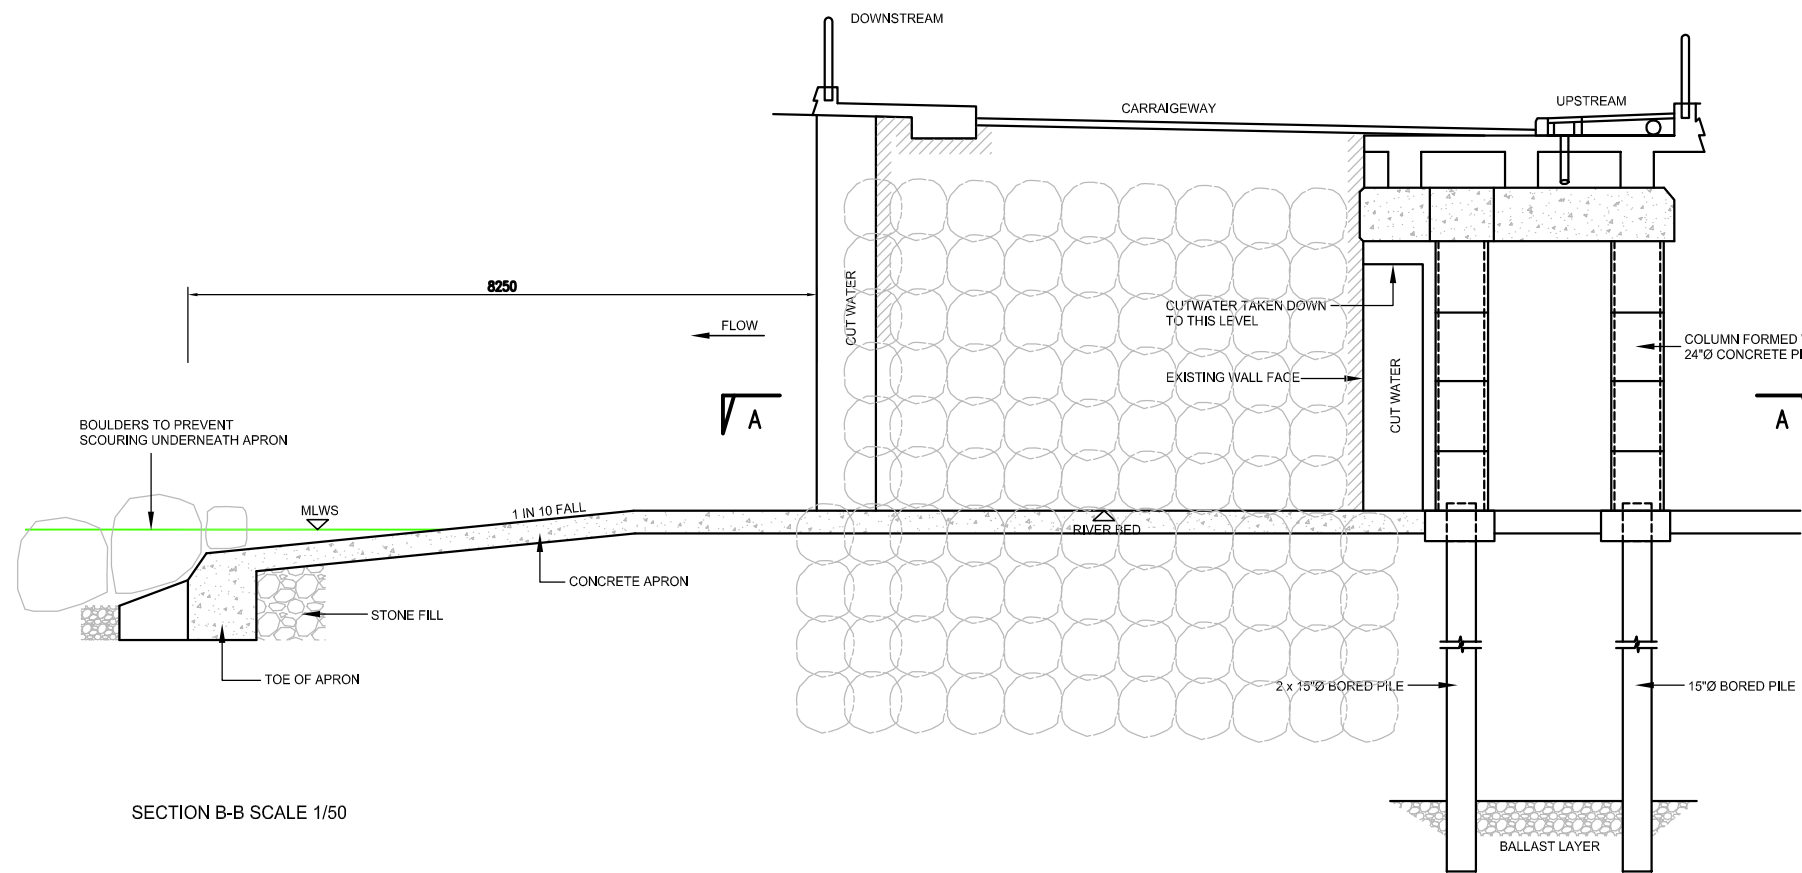 DOWNSTREAM
UPSTREAM
CARRAIGEWAY
8250
FLOW
CUT WATER
CUTWATER TAKEN DOWN
TO THIS LEVEL
COLUMN FORMED
24"Ø CONCRETE
EXISTING WALL FACE
CUT WATER
A
A
BOULDERS TO PREVENT
SCOURING UNDERNEATH APRON
MLWS
1 IN 10 FALL
RIVER BED
CONCRETE APRON
STONE FILL
TOE OF APRON
2 x 15"Ø BORED PILE
15"Ø BORED PILE
SECTION B-B SCALE 1/50
BALLAST LAYER